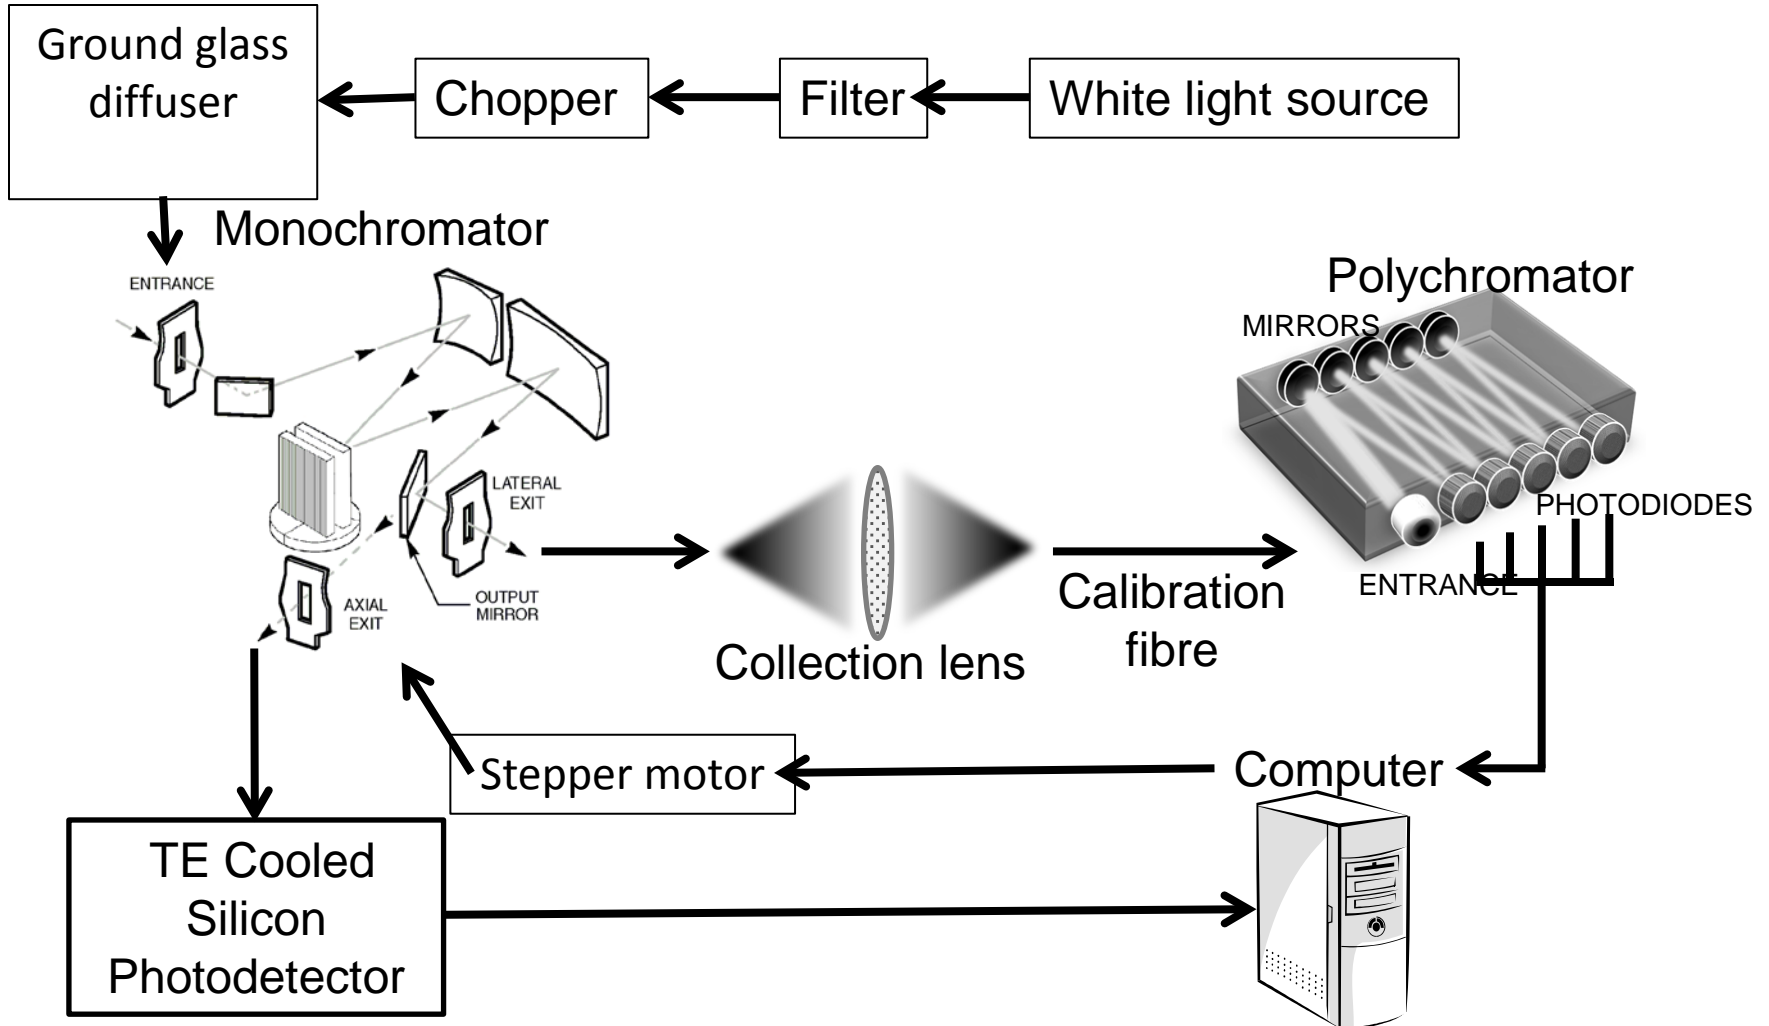 Ground glass
diffuser
Chopper
Filter
White light source
Monochromator
ENTRANCE
LATERAL
EXIT
OUTPUT
MIRROR
AXIAL
EXIT
Collection lens
Calibration
fibre
Polychromator
MIRRORS
PHOTODIODES
ENTRANCE
Stepper motor
Computer
TE Cooled
Silicon
Photodetector